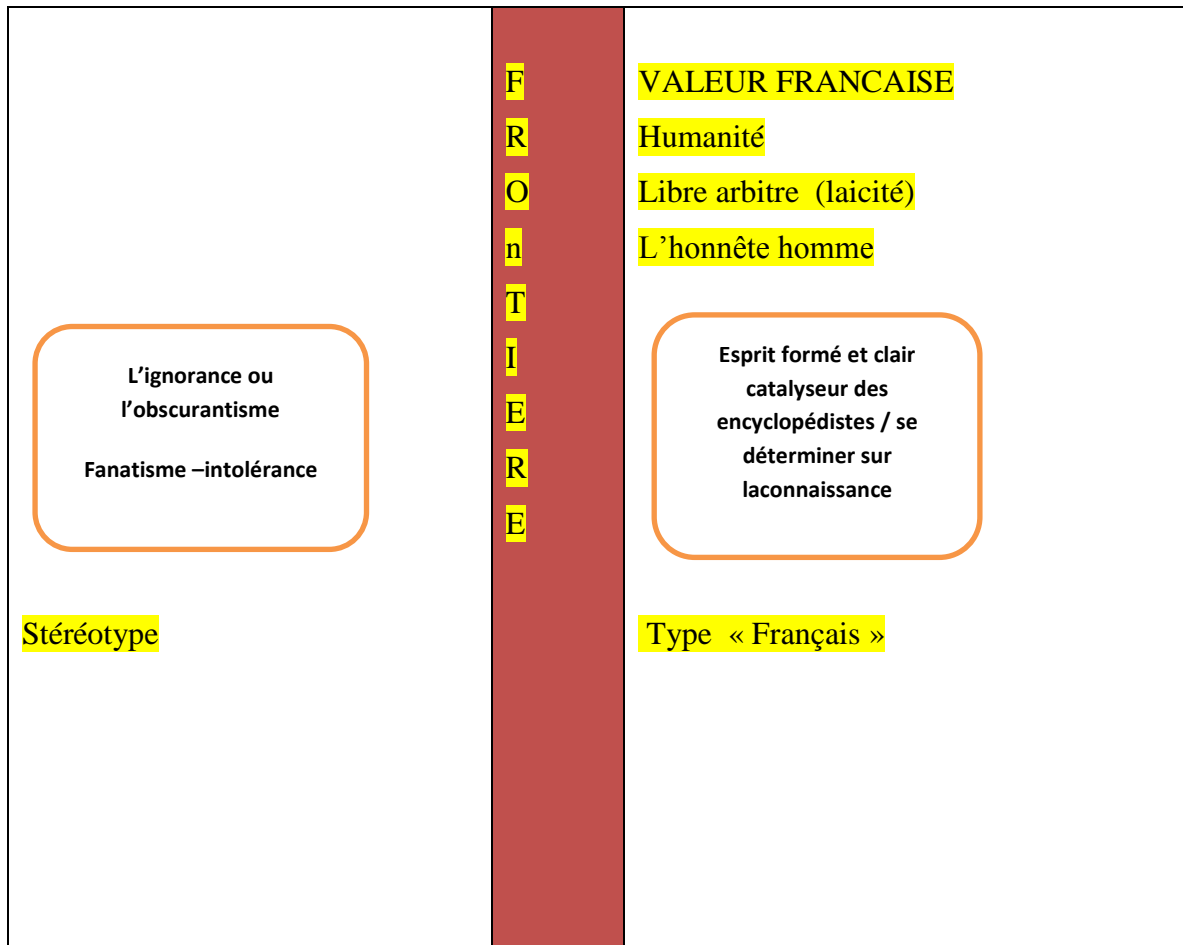 L’ignorance ou
l’obscurantisme
Fanatisme –intolérance
Stéréotype
F
R
O
n
T
I
E
R
E
VALEUR FRANCAISE
Humanité
Libre arbitre (laicité)
L’honnête homme
Esprit formé et clair
catalyseur des
encyclopédistes / se
déterminer sur
laconnaissance
Type « Français »